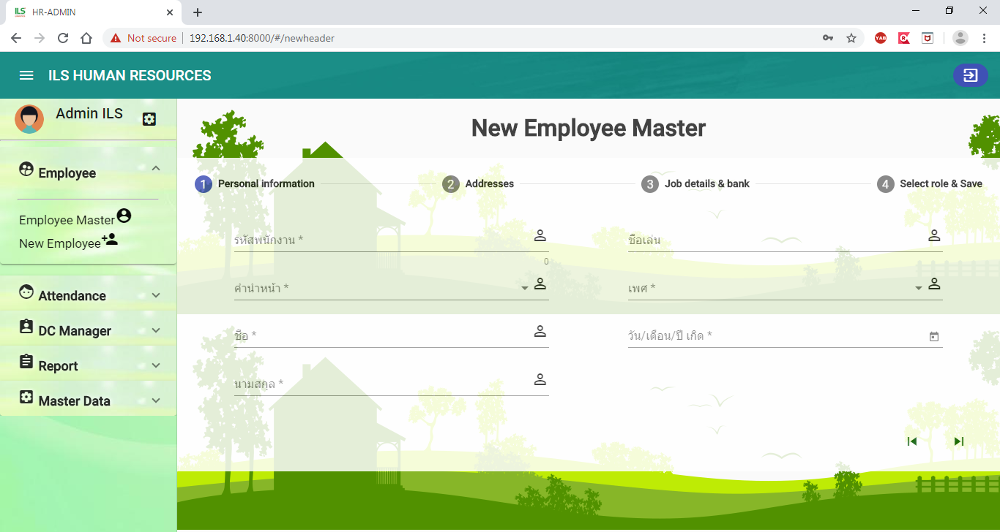 ILS HR-ADMIN
Not secure 192.168.1.40:8000/#/newheader YAB
ILS HUMAN RESOURCES
Admin ILS
New Employee Master
Employee
1 Personal information 2 Addresses 3 Job details & bank 4 Select role & Save
Employee Master
New Employee
รหัสพนักงาน * ชื่อเล่น
0
คำนำหน้า * เพศ *
Attendance
DC Manager
ชื่อ * วัน/เดือน/ปี เกิด *
Report
นามสกุล *
Master Data